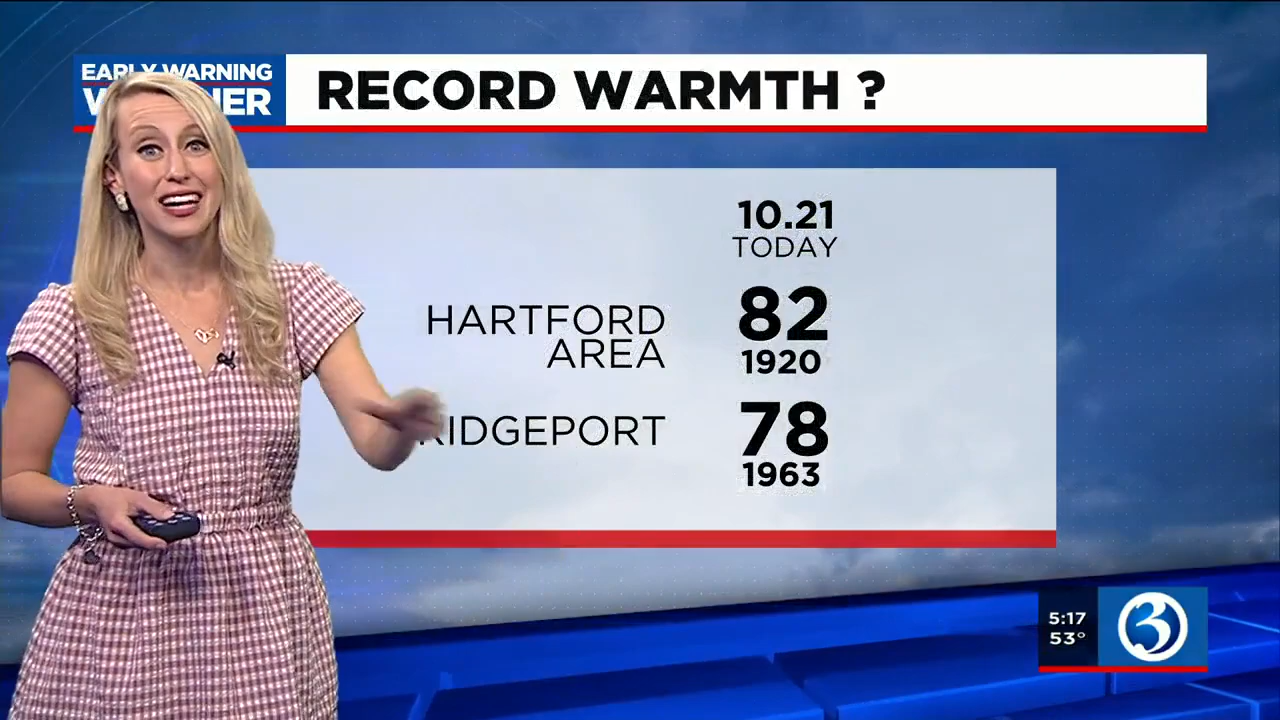 EARLY WARNING
RECORD WARMTH ?
10.21
TODAY
HARTFORD
AREA
82
1920
78
1963
5:17
53°
3